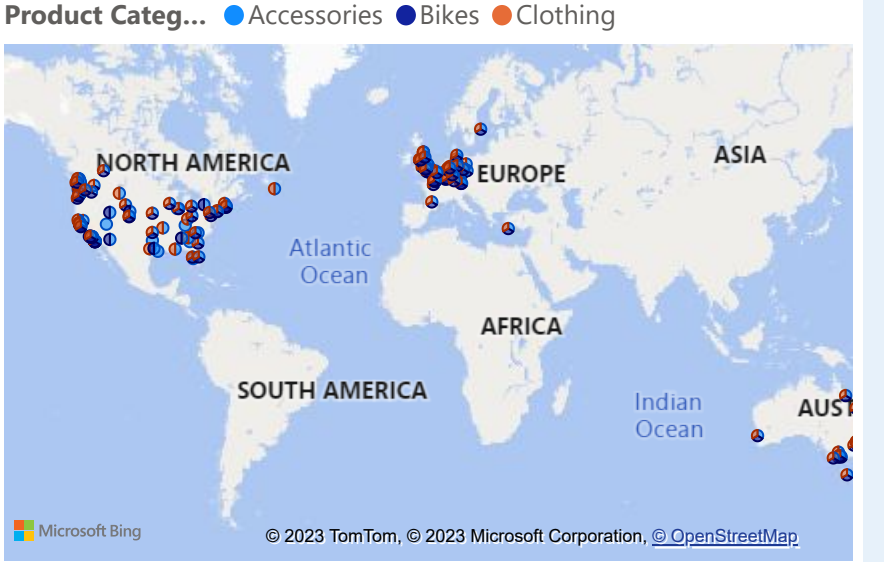 Product Categ... Accessories Bikes Clothing
NORTH AMERICA
EUROPE
ASIA
Atlantic
Ocean
AFRICA
SOUTH AMERICA
Indian
Ocean
AUST
Microsoft Bing
© 2023 TomTom, © 2023 Microsoft Corporation, © OpenStreetMap